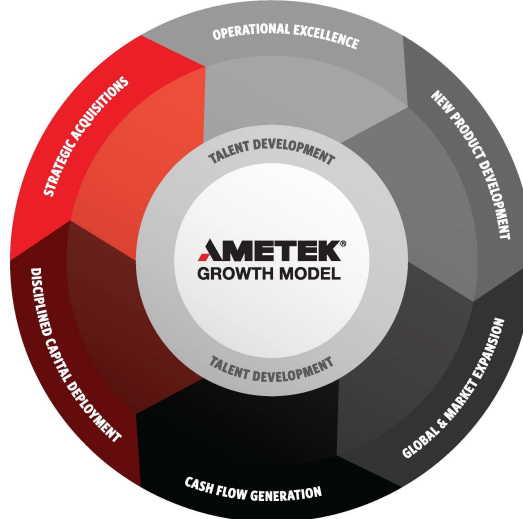 OPERATIONAL EXCELLENCE
NEW PRODUCT DEVELOPMENT
GLOBAL & MARKET EXPANSION
CASH FLOW GENERATION
DISCIPLINED CAPITAL DEPLOYMENT
STRATEGIC ACQUISITIONS
TALENT DEVELOPMENT
AMETEK®
GROWTH MODEL
TALENT DEVELOPMENT